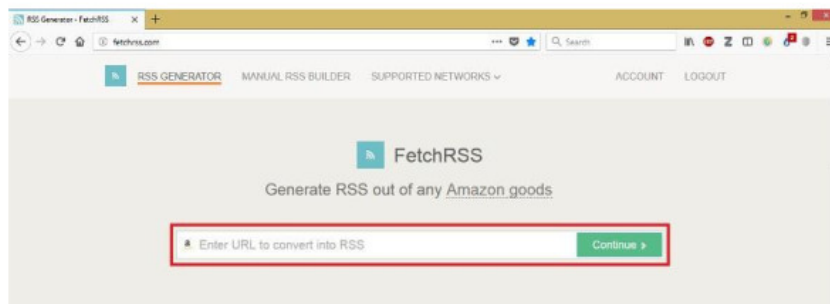 RSS Generator - FetchRSS
fetchrss.com
Search
RSS GENERATOR MANUAL RSS BUILDER SUPPORTED NETWORKS ACCOUNT LOGOUT
FetchRSS
Generate RSS out of any Amazon goods
Enter URL to convert into RSS Continue